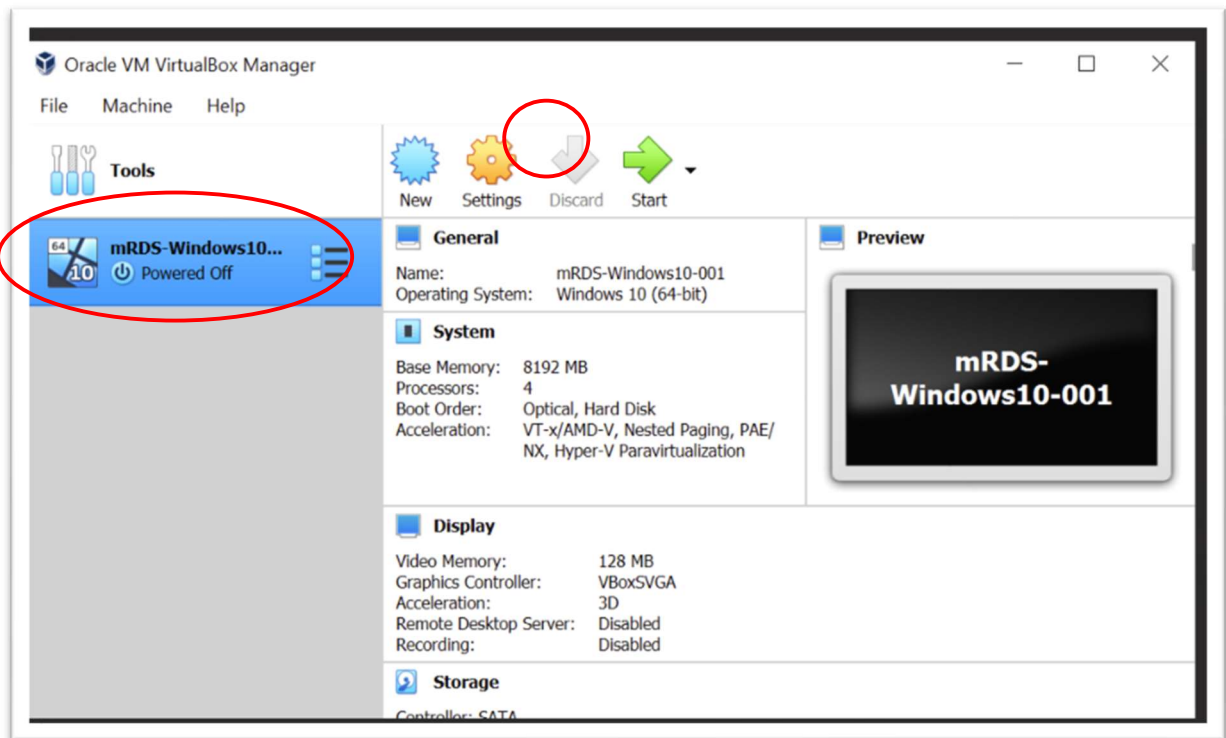 Oracle VM VirtualBox Manager
File Machine Help
Tools
New Settings Discard Start
64
10
mRDS-Windows10...
Powered Off
General
Name: mRDS-Windows10-001
Operating System: Windows 10 (64-bit)
System
Base Memory: 8192 MB
Processors: 4
Boot Order: Optical, Hard Disk
Acceleration: VT-x/AMD-V, Nested Paging, PAE/
NX, Hyper-V Paravirtualization
Preview
mRDS-
Windows10-001
Display
Video Memory: 128 MB
Graphics Controller: VBoxSVGA
Acceleration: 3D
Remote Desktop Server: Disabled
Recording: Disabled
Storage
Controller: SATA